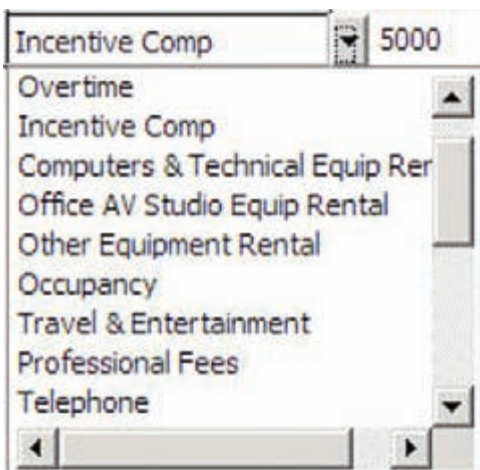 Incentive Comp 5000
Overtime
Incentive Comp
Computers & Technical Equip Ren
Office AV Studio Equip Rental
Other Equipment Rental
Occupancy
Travel & Entertainment
Professional Fees
Telephone